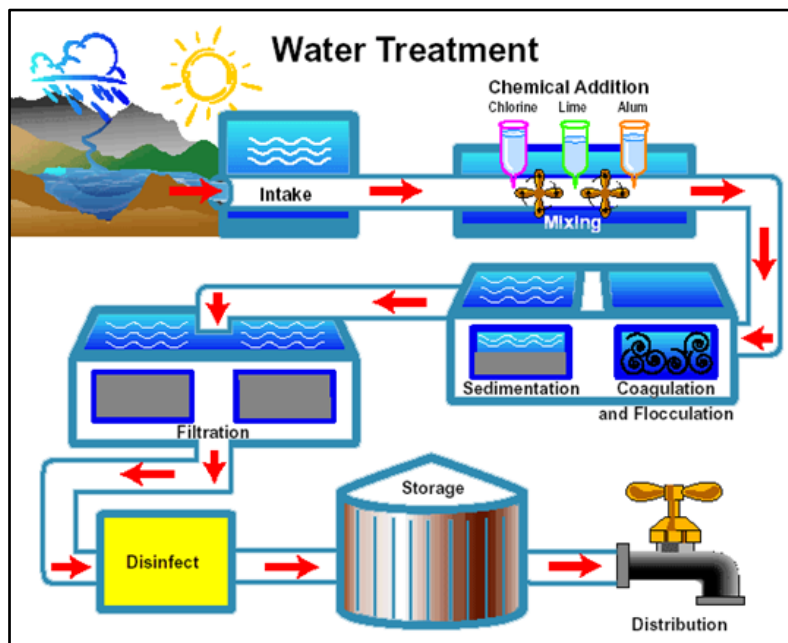 Water Treatment
Chemical Addition
Chlorine Lime Alum
Intake
Mixing
Sedimentation
Coagulation
and Flocculation
Filtration
Storage
Disinfect
Distribution